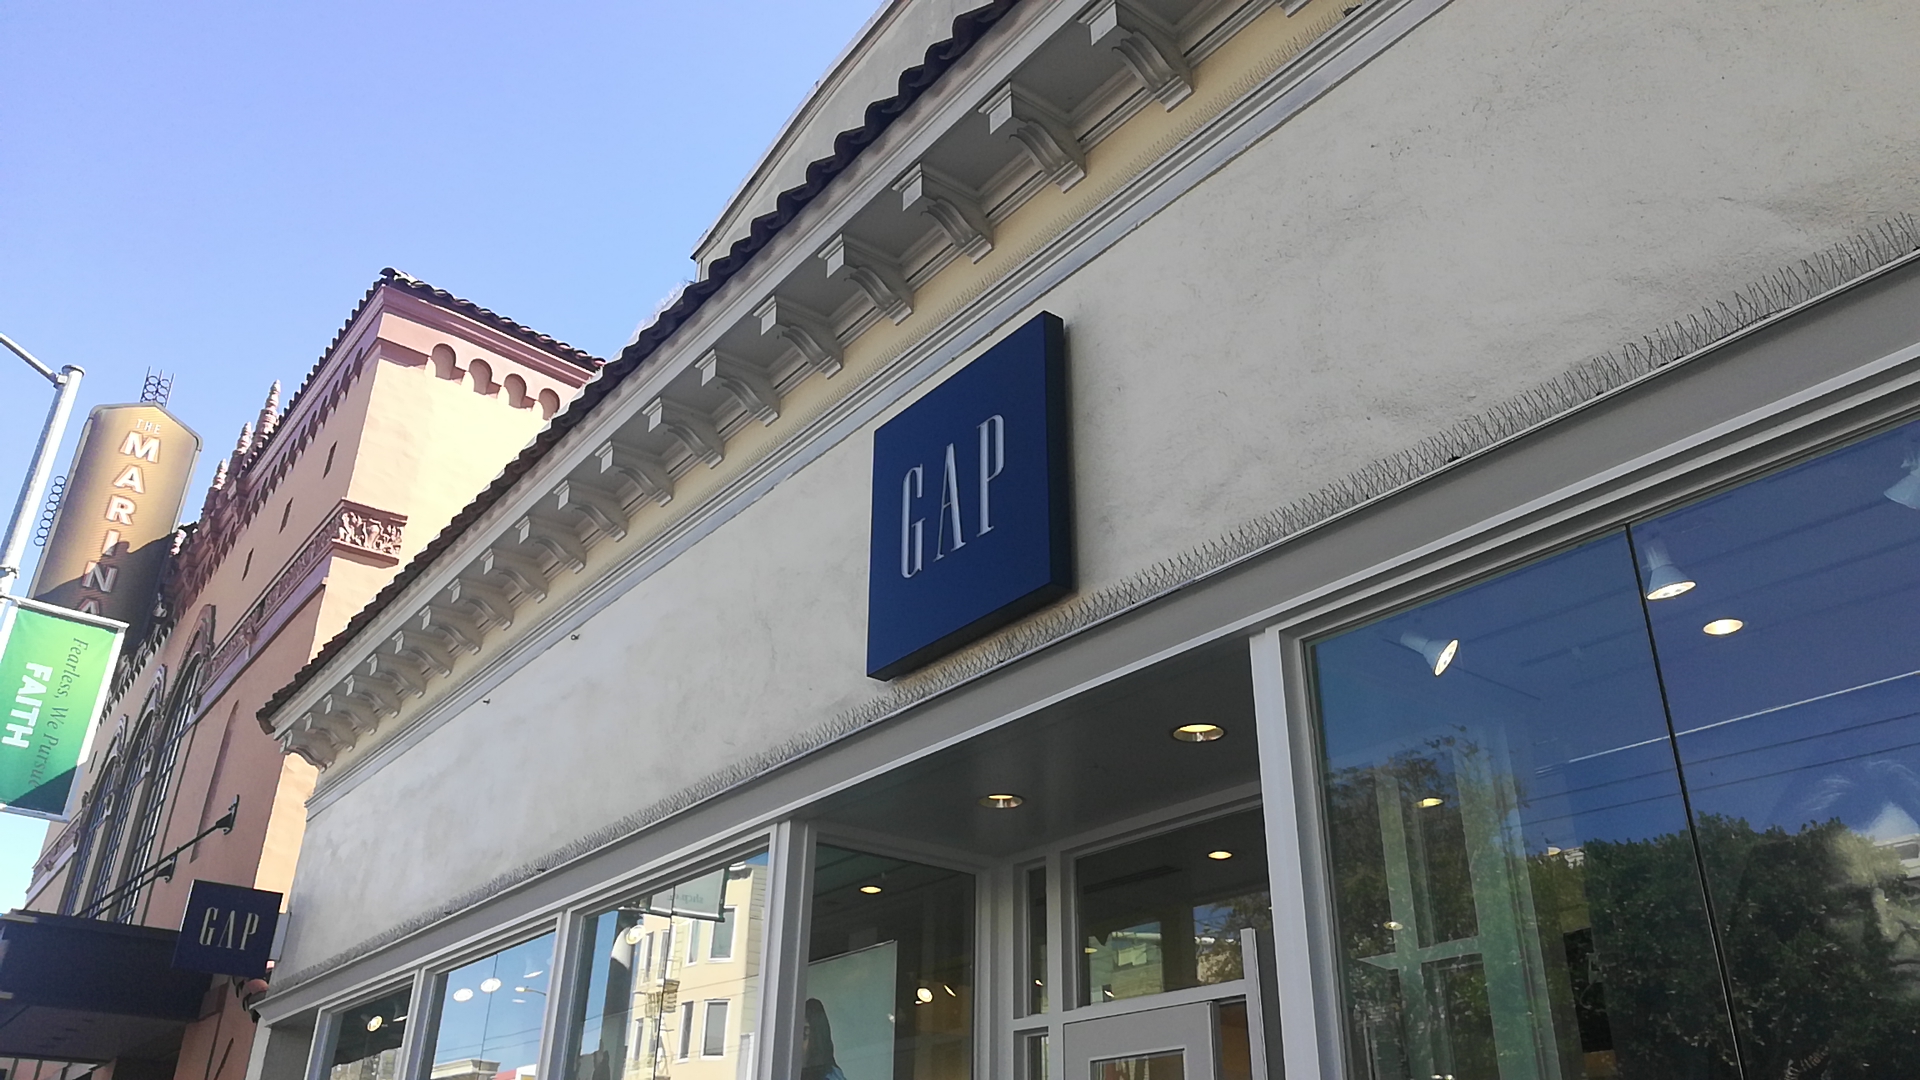 THE
MARINA
Fearless, We Pursue
FAITH
GAP
GAP